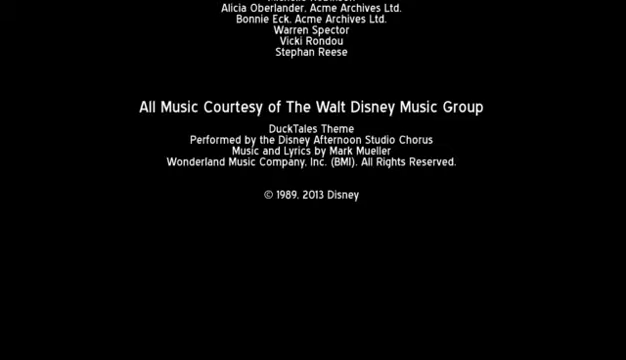 Alicia Oberlander, Acme Archives Ltd.
Bonnie Eck, Acme Archives Ltd.
Warren Spector
Vicki Rondou
Stephan Reese
All Music Courtesy of The Walt Disney Music Group
DuckTales Theme
Performed by the Disney Afternoon Studio Chorus
Music and Lyrics by Mark Mueller
Wonderland Music Company, Inc. (BMI). All Rights Reserved.
© 1989, 2013 Disney